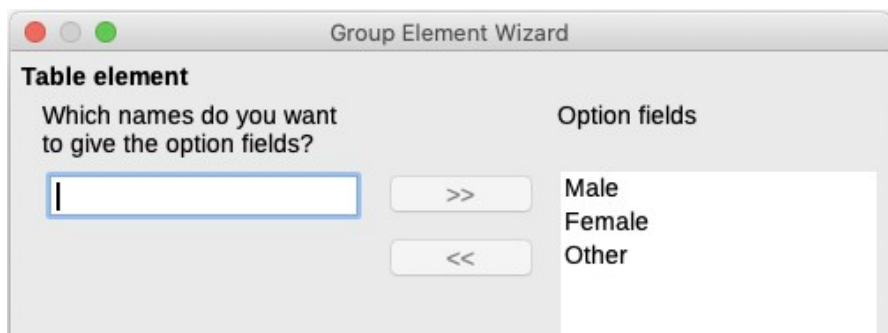 Group Element Wizard
Table element
Which names do you want
to give the option fields?
Option fields
>>
<<
Male
Female
Other